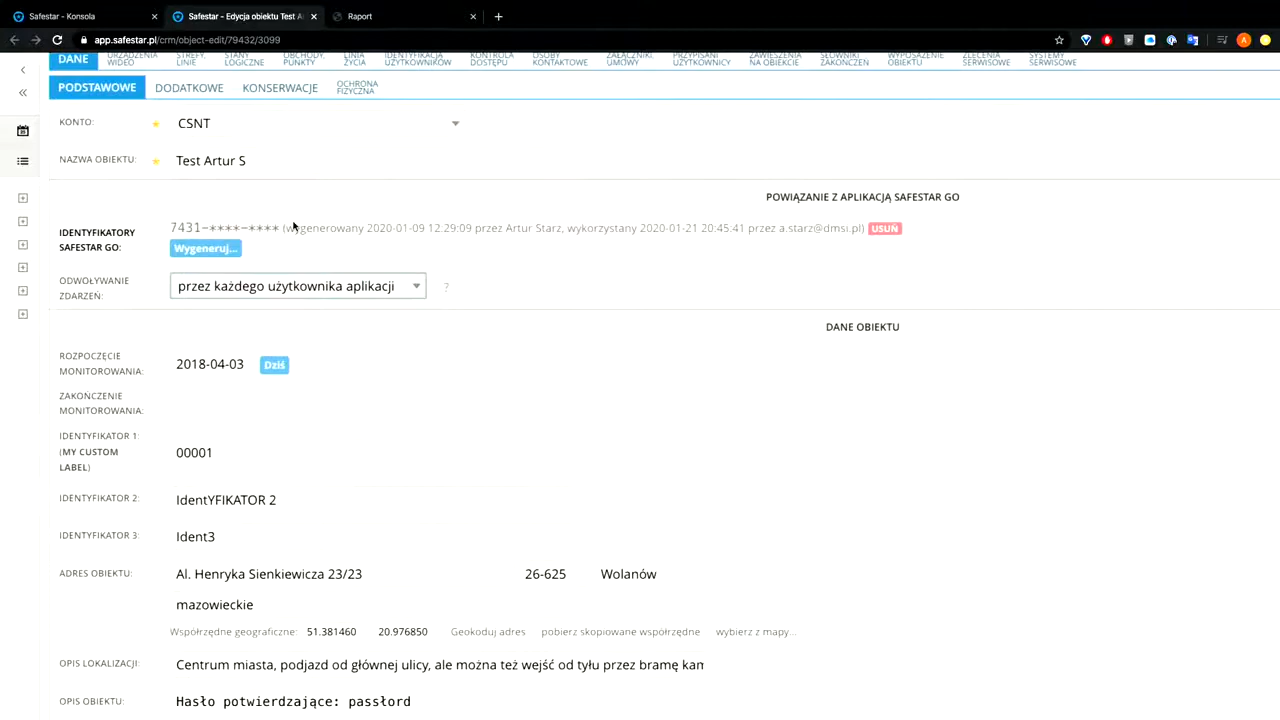 Safestar - Konsola
Safestar - Edycja obiektu Test A
Raport
app.safestar.pl/crm/object-edit/79432/3099
DANE
URZĄDZENIA WIDEO
STREFY, LINIE
STANY LOGICZNE
OBCHODY, PUNKTY
LINIA ŻYCIA
IDENTYFIKACJA UŻYTKOWNIKÓW
KONTROLA DOSTĘPU
OSOBY KONTAKTOWE
ZAŁĄCZNIKI, UMOWY
PRZYPISANI UŻYTKOWNICY
ZAWIESZENIA NA OBIEKCIE
SŁOWNIKI ZAKOŃCZEŃ
WYPOSAŻENIE OBIEKTU
ZLECENIA SERWISOWE
SYSTEMY SERWISOWE
PODSTAWOWE
DODATKOWE
KONSERWACJE
OCHRONA FIZYCZNA
KONTO:
CSNT
NAZWA OBIEKTU:
Test Artur S
POWIĄZANIE Z APLIKACJĄ SAFESTAR GO
IDENTYFIKATORY
SAFESTAR GO:
7431-****-**** (wygenerowany 2020-01-09 12:29:09 przez Artur Starz, wykorzystany 2020-01-21 20:45:41 przez a.starz@dmsi.pl) USUŃ
Wygeneruj...
ODWOŁYWANIE
ZDARZEŃ:
przez każdego użytkownika aplikacji
?
DANE OBIEKTU
ROZPOCZĘCIE
MONITOROWANIA:
2018-04-03
Dziś
ZAKOŃCZENIE
MONITOROWANIA:
IDENTYFIKATOR 1:
(MY CUSTOM
LABEL)
00001
IDENTYFIKATOR 2:
IdentYFIKATOR 2
IDENTYFIKATOR 3:
Ident3
ADRES OBIEKTU:
Al. Henryka Sienkiewicza 23/23
26-625
Wolanów
mazowieckie
Współrzędne geograficzne: 51.381460 20.976850 Geokoduj adres pobierz skopiowane współrzędne wybierz z mapy...
OPIS LOKALIZACJI:
Centrum miasta, podjazd od głównej ulicy, ale można też wejść od tyłu przez bramę kam
OPIS OBIEKTU:
Hasło potwierdzające: passłord